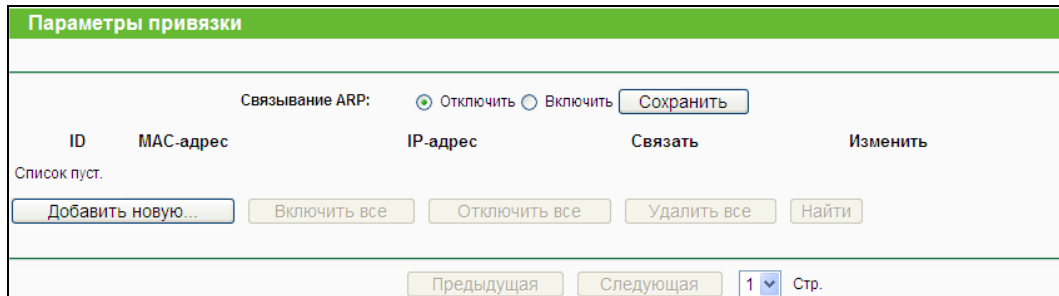 Параметры привязки
Связывание ARP: Отключить Включить Сохранить
ID MAC-адрес IP-адрес Связать Изменить
Список пуст.
Добавить новую... Включить все Отключить все Удалить все Найти
Предыдущая Следующая 1 Стр.